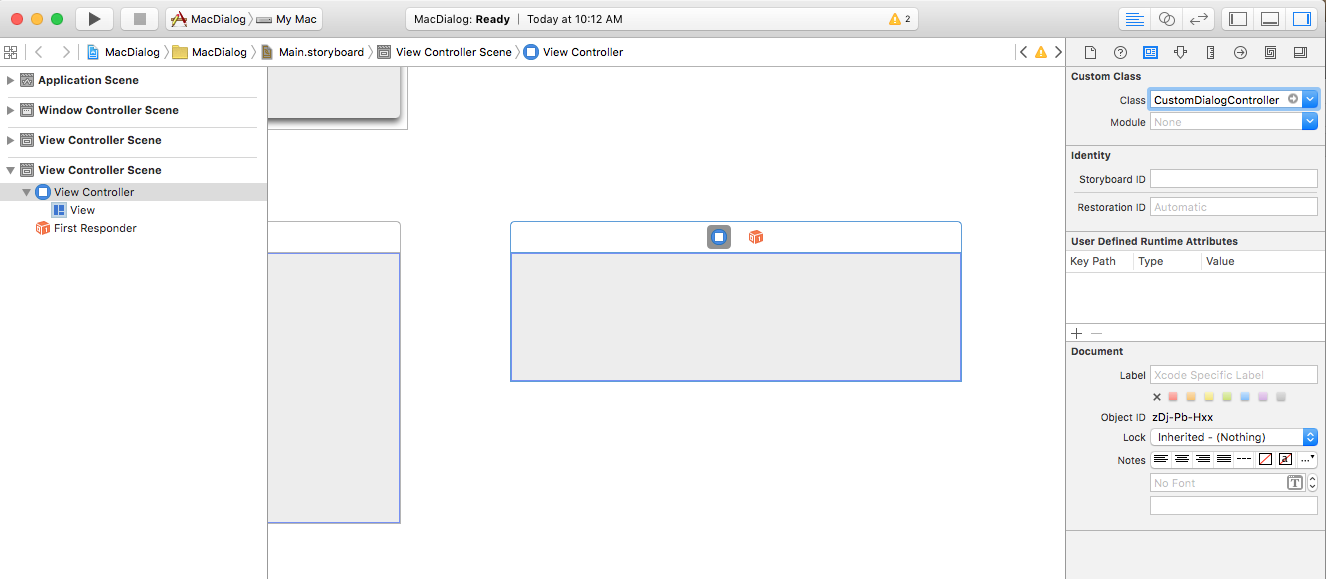 MacDialog My Mac
MacDialog: Ready Today at 10:12 AM
2
MacDialog MacDialog Main.storyboard View Controller Scene View Controller
Application Scene
Window Controller Scene
View Controller Scene
View Controller Scene
View Controller
View
First Responder
Custom Class
Class CustomDialogController
Module None
Identity
Storyboard ID
Restoration ID Automatic
User Defined Runtime Attributes
Key Path Type Value
Document
Label Xcode Specific Label
Object ID zDj-Pb-Hxx
Lock Inherited - (Nothing)
Notes
No Font